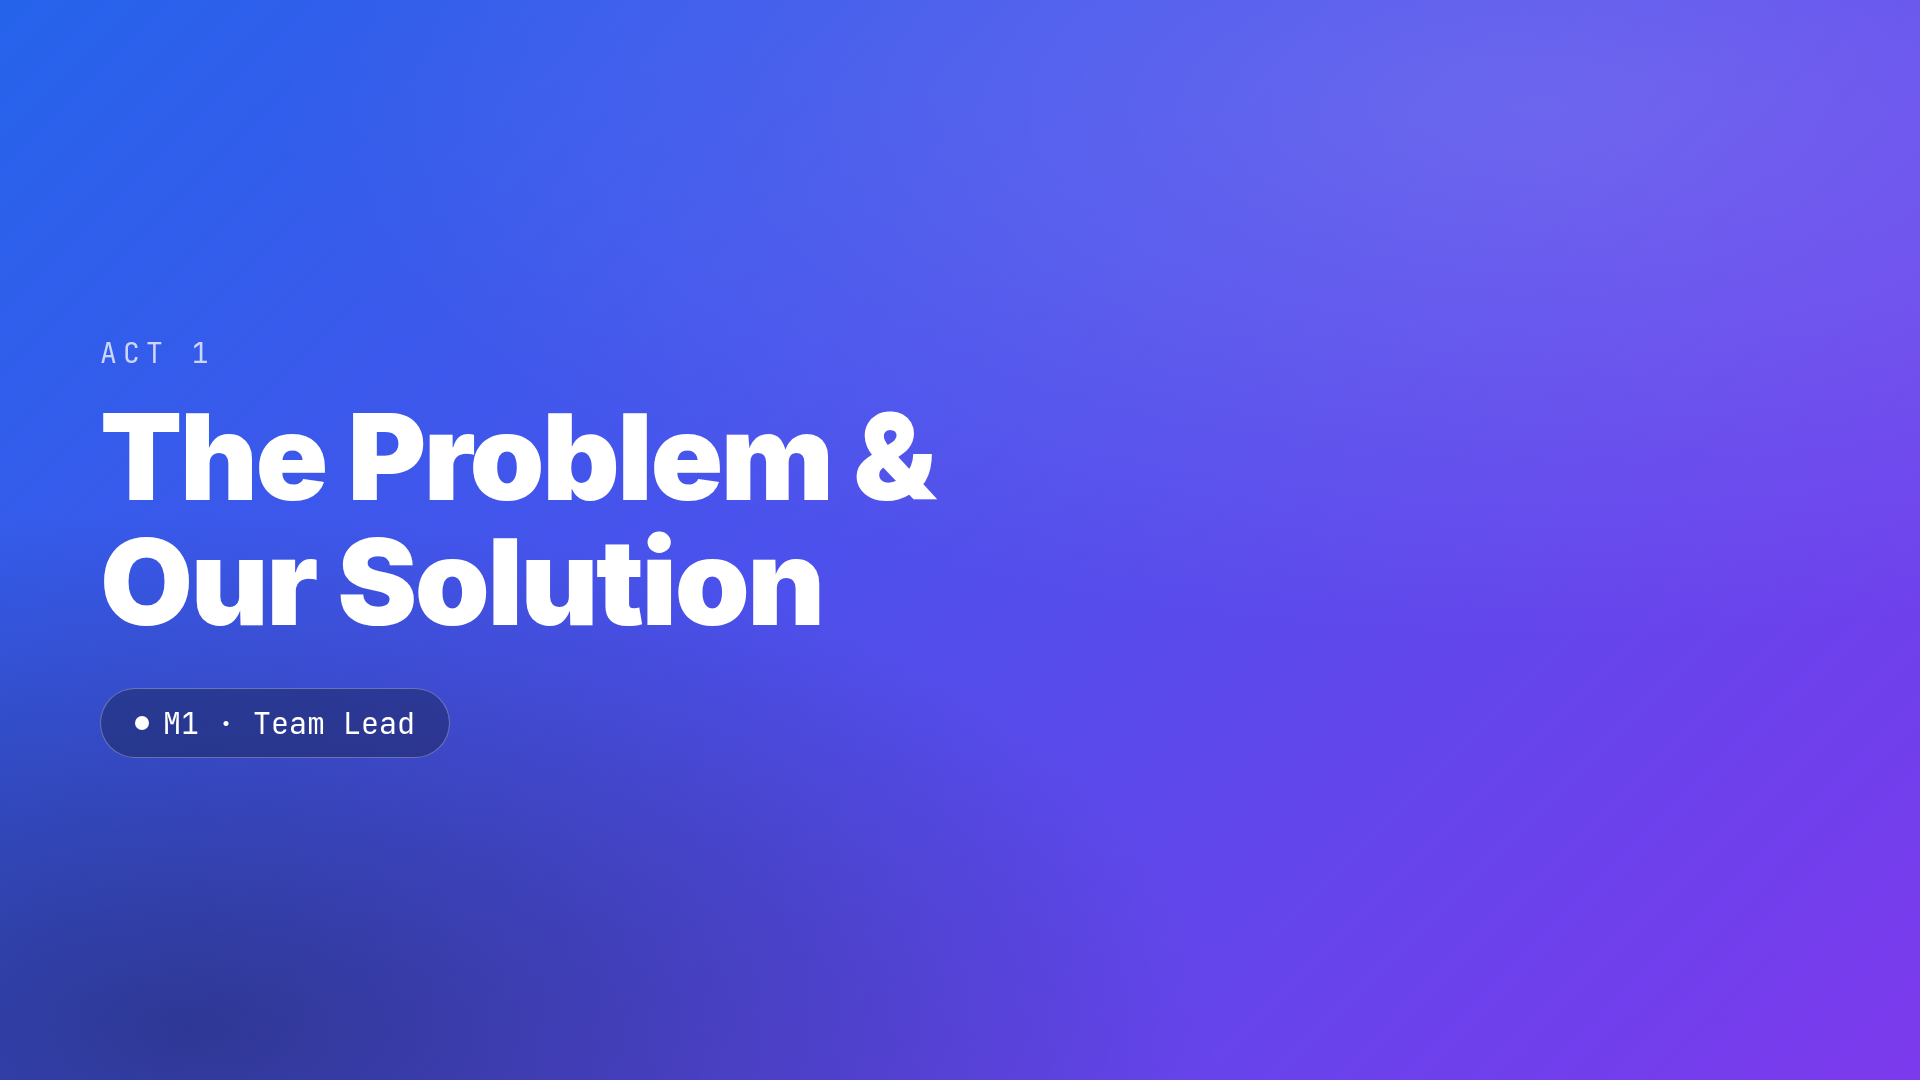 ACT 1
The Problem &
Our Solution
M1 · Team Lead